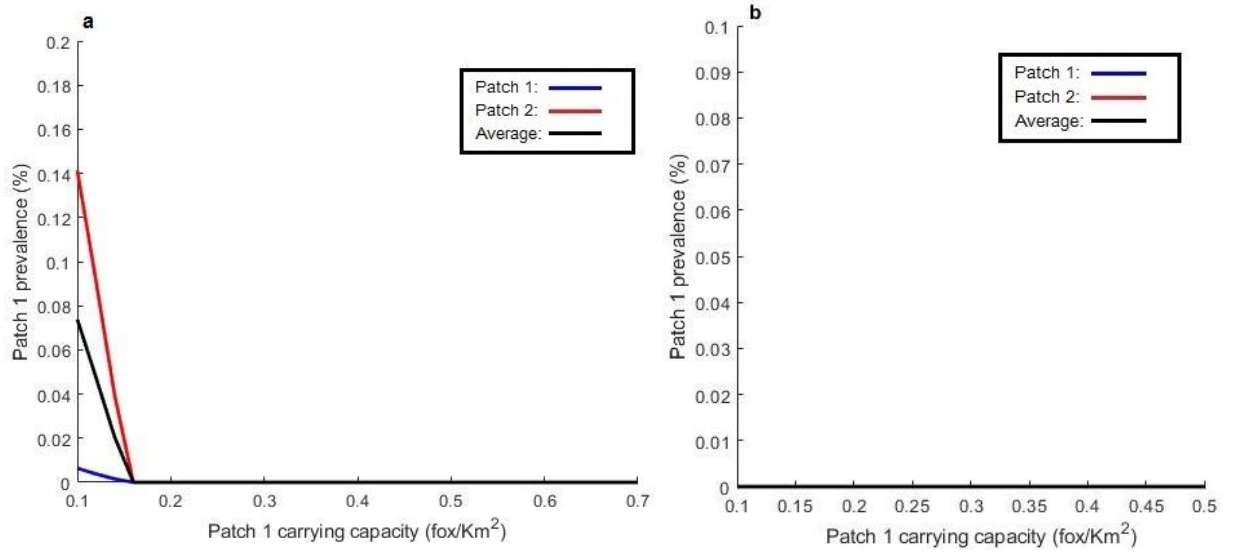 a
0.2
0.18
0.16
0.14
0.12
0.1
0.08
0.06
0.04
0.02
0
Patch 1 prevalence (%)
Patch 1:
Patch 2:
Average:
0.1 0.2 0.3 0.4 0.5 0.6 0.7
Patch 1 carrying capacity (fox/Km²)
b
0.1
0.09
0.08
0.07
0.06
0.05
0.04
0.03
0.02
0.01
0
Patch 1 prevalence (%)
Patch 1:
Patch 2:
Average:
0.1 0.15 0.2 0.25 0.3 0.35 0.4 0.45 0.5
Patch 1 carrying capacity (fox/Km²)